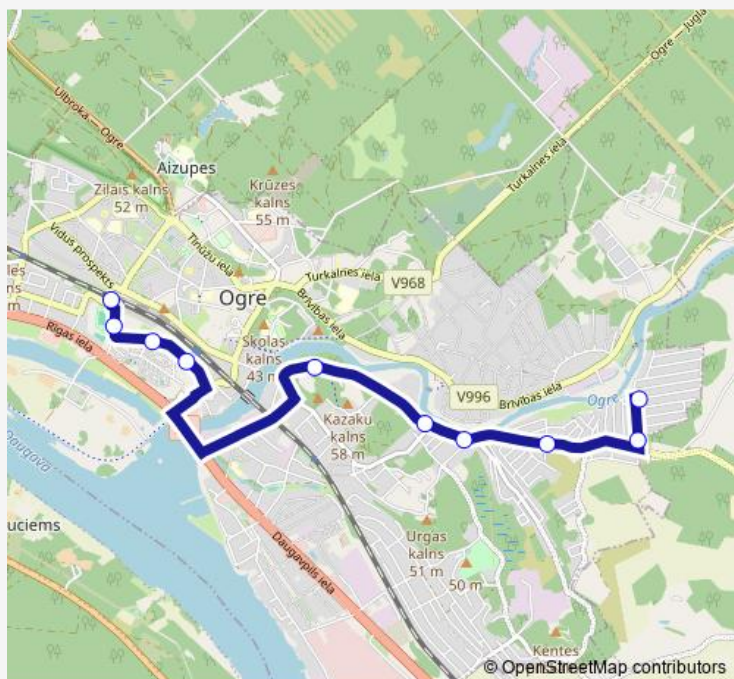 Ulbroka — Ogre
Ogre — Jugla
Aizupes
Zilais kalns
52 m
Krūzes
kalns
55 m
Turkalnes iela
Vidus prospekts
Tīnūžu iela
Turkalnes iela
V968
Ogre
Brīvības iela
Rīgas iela
Skolas
kalns
43 m
V996
Brīvības iela
Ogre
Kazaku
kalns
58 m
Daugava
uciems
Urgas
kalns
51 m
50 m
Daugavpils iela
Kentes
© OpenStreetMap contributors